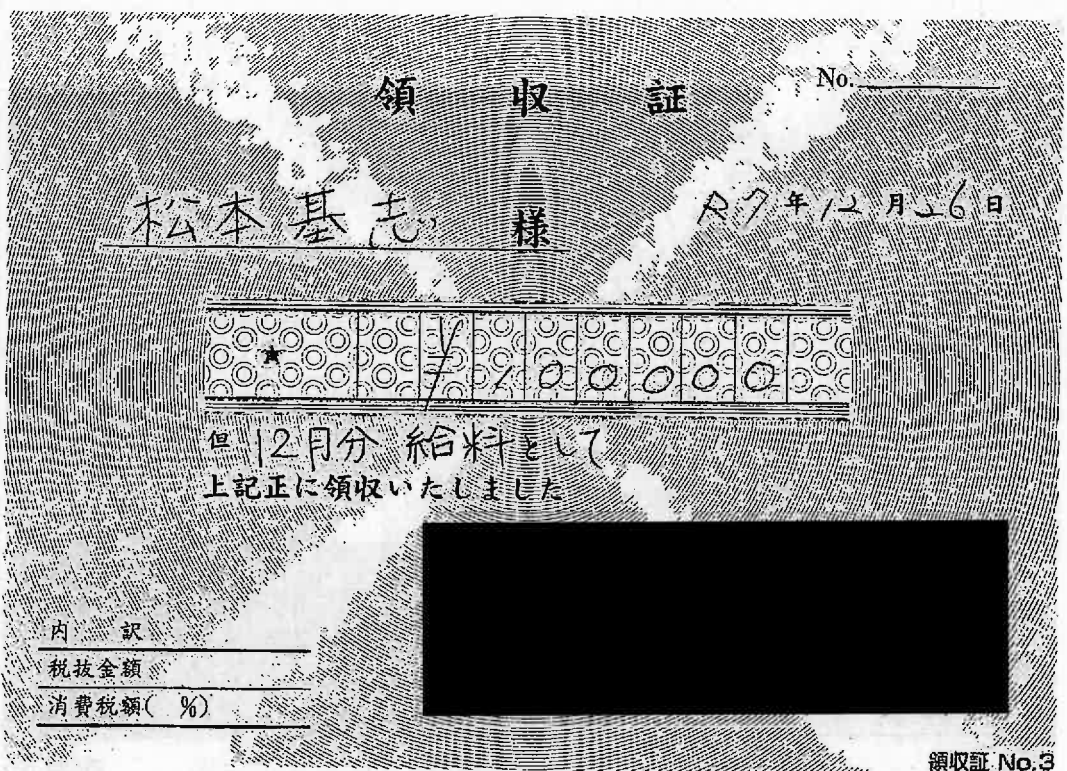 領収証
No.
松本基志 様
R7年12月26日
★ ¥100000
但 12月分 給料として
上記正に領収いたしました
内訳
税抜金額
消費税額( %)
領収証 No.3